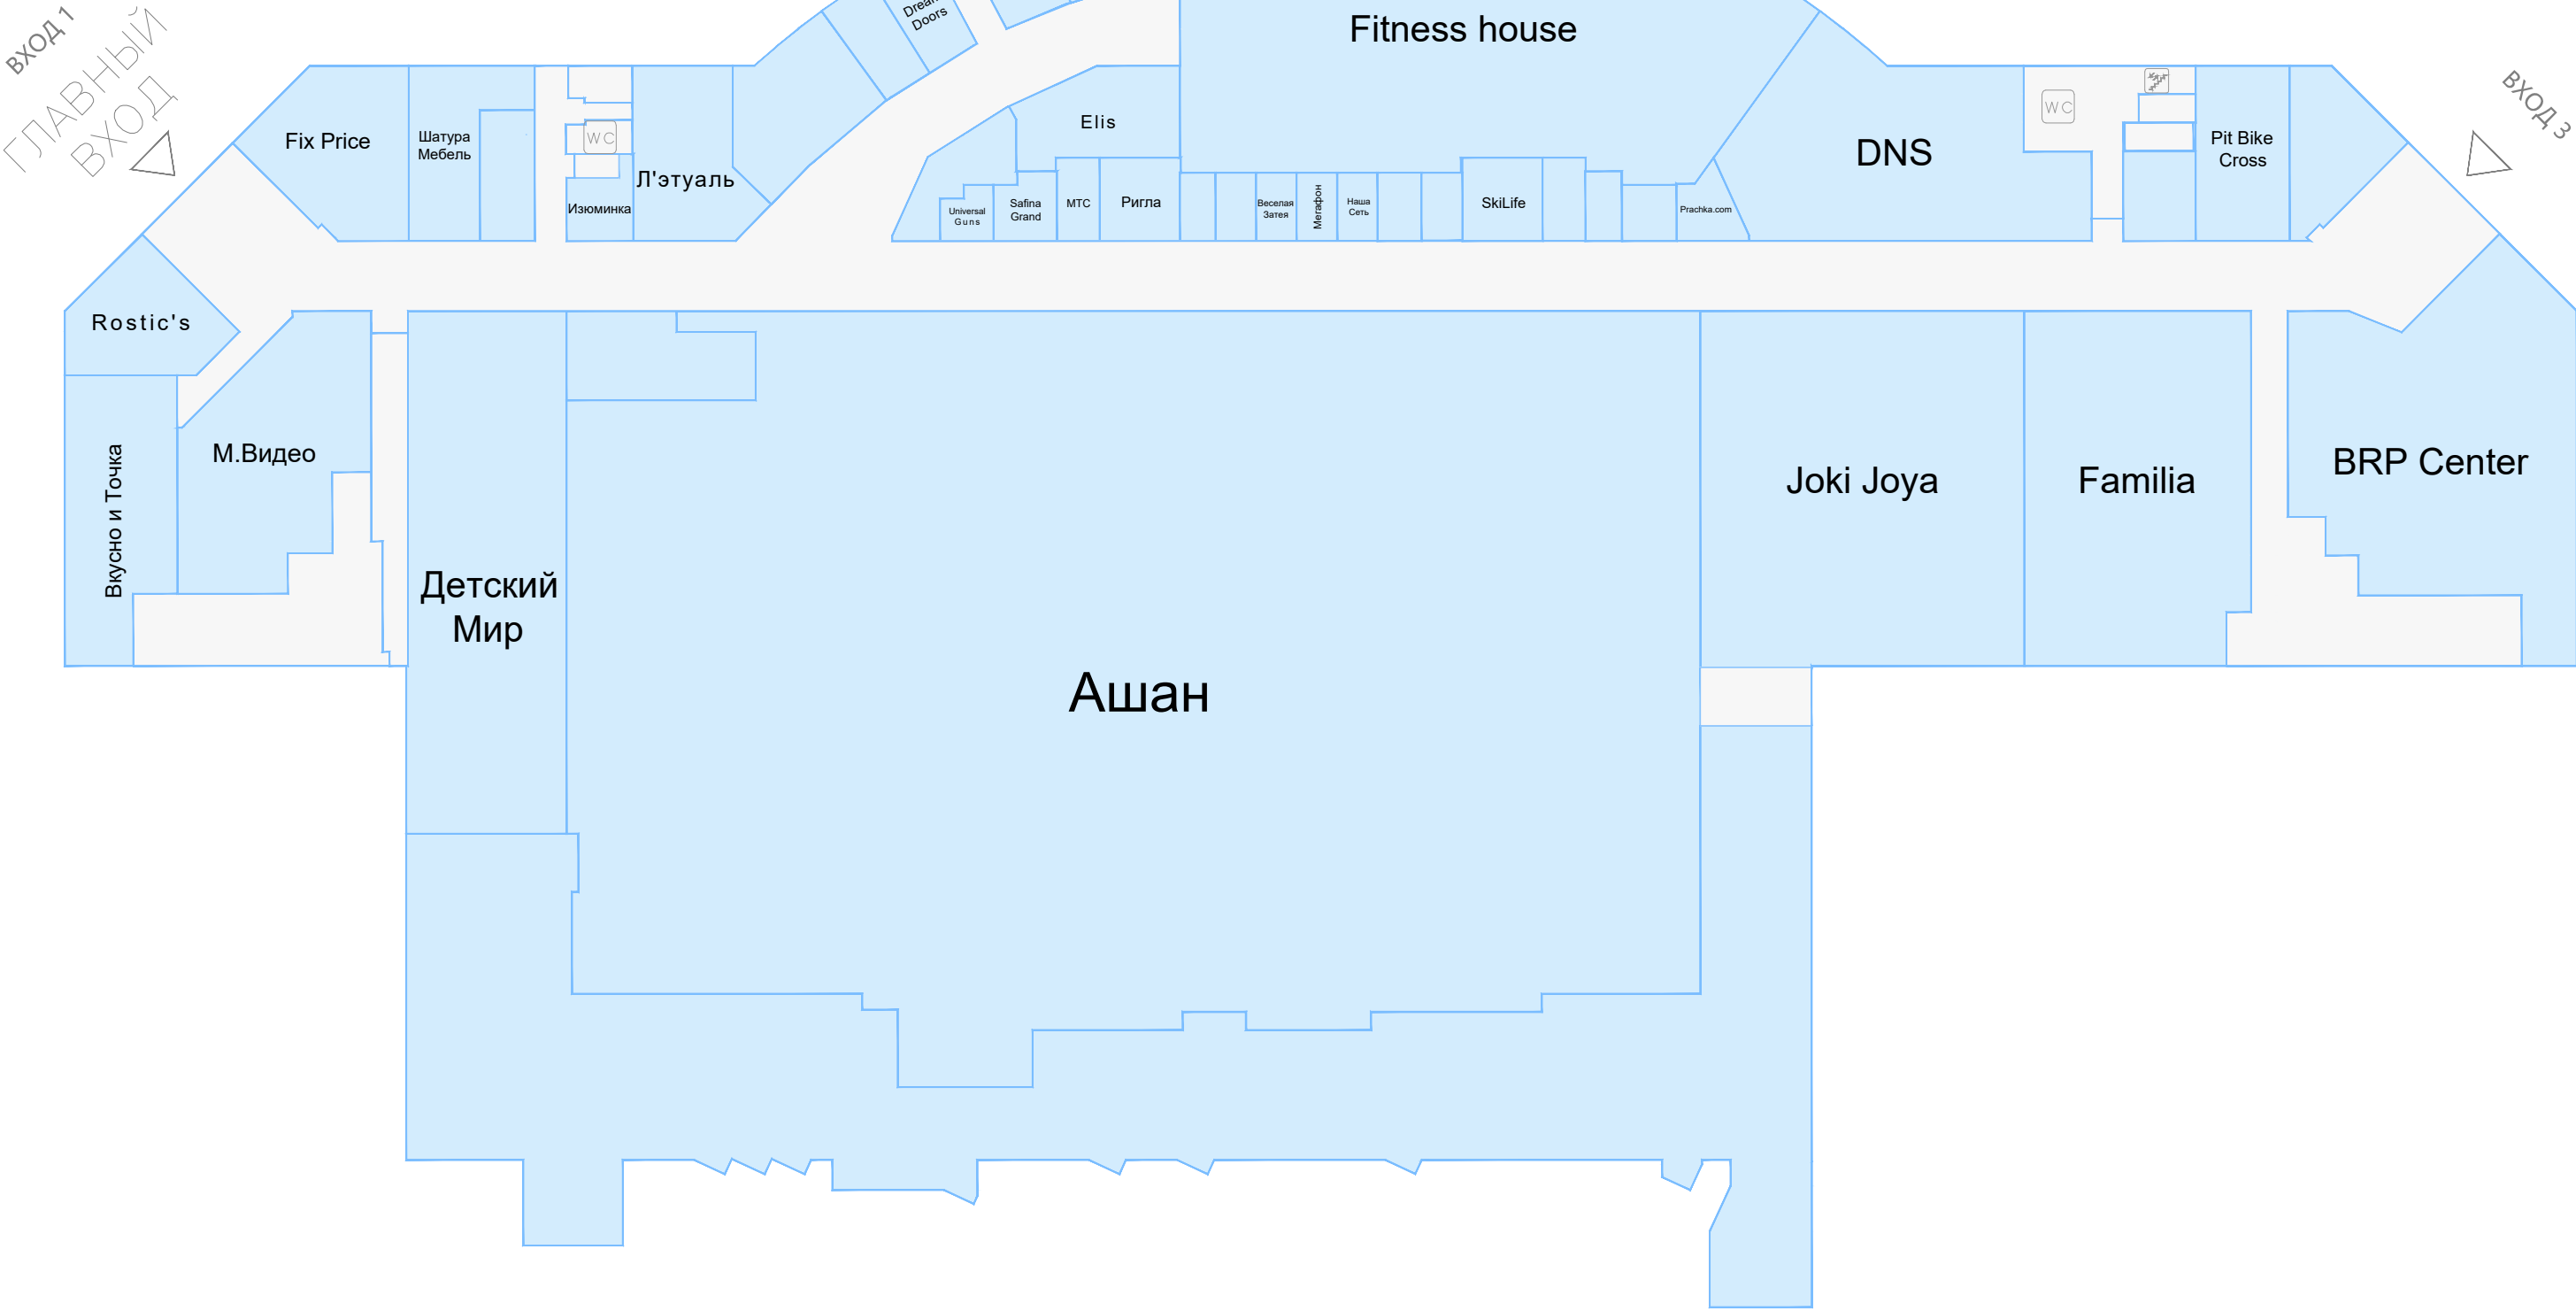 ВХОД 1
ГЛАВНЫЙ
ВХОД
Dream
Doors
Fitness house
ВХОД 3
Fix Price
Шатура
Мебель
WC
Изюминка
Л'этуаль
Elis
Universal
Guns
Safina
Grand
МТС
Ригла
Веселая
Затея
Мегафон
Наша
Сеть
SkiLife
Prachka.com
DNS
WC
Pit Bike
Cross
Rostic's
Вкусно и Точка
М.Видео
Детский
Мир
Ашан
Joki Joya
Familia
BRP Center